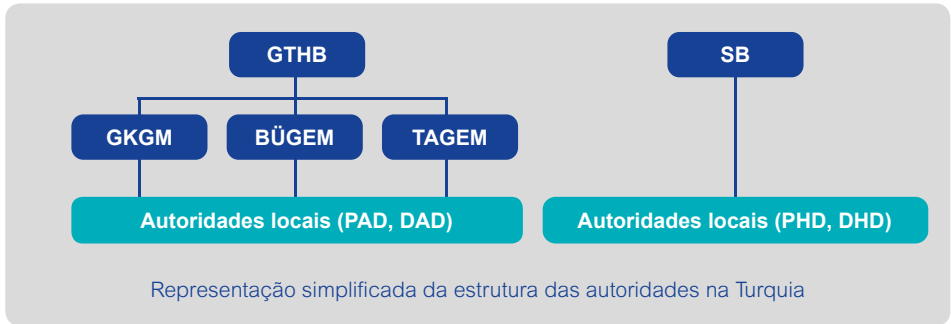 GTHB
SB
GKGM
BÜGEM
TAGEM
Autoridades locais (PAD, DAD)
Autoridades locais (PHD, DHD)
Representação simplificada da estrutura das autoridades na Turquia